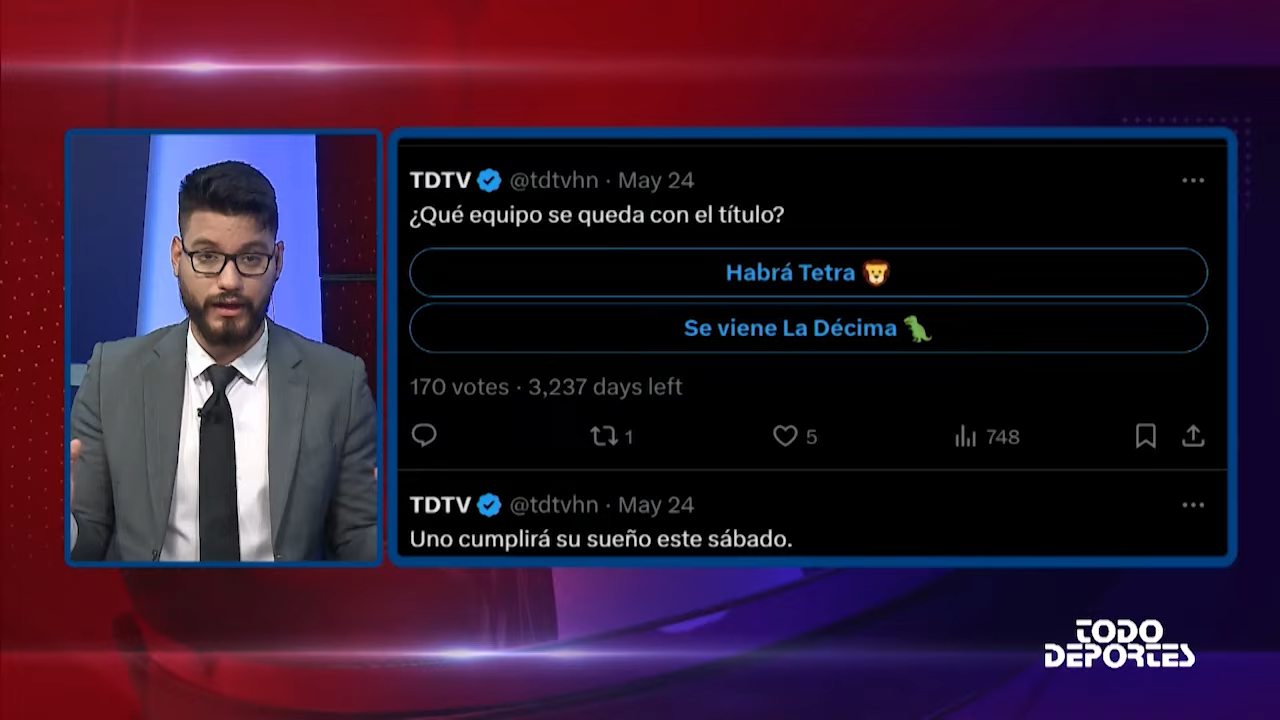 TDTV @tdtvhn · May 24
¿Qué equipo se queda con el título?
Habrá Tetra 🦁
Se viene La Décima 🦖
170 votes · 3,237 days left
1 5 748
TDTV @tdtvhn · May 24
Uno cumplirá su sueño este sábado.
TODO
DEPORTES